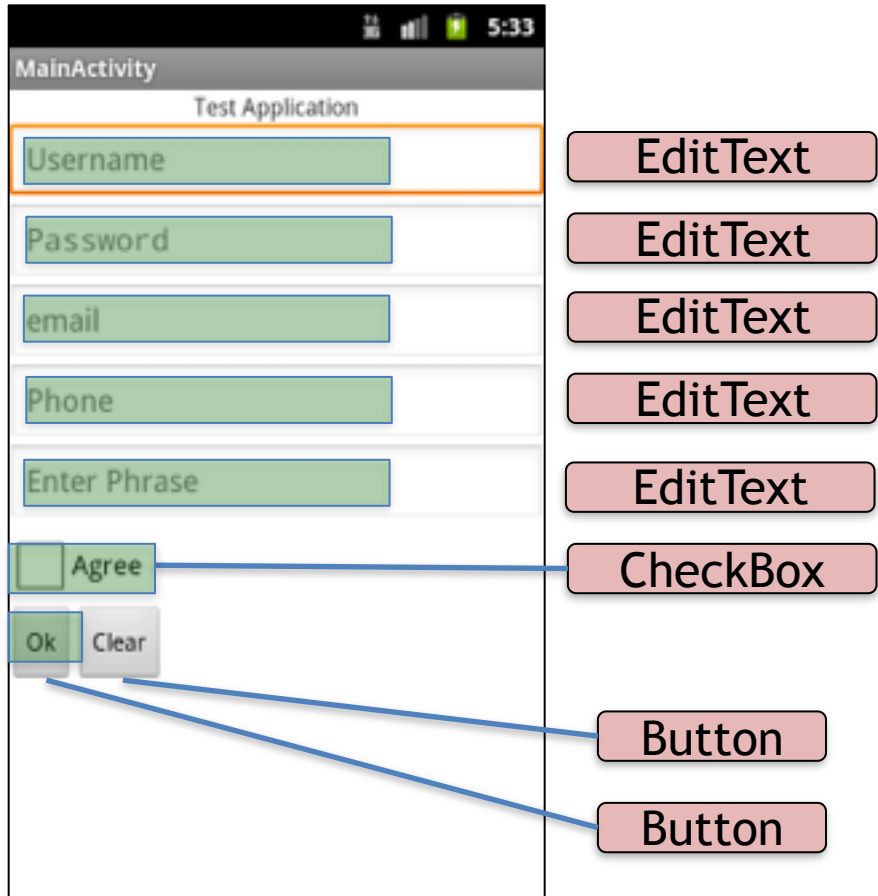 5:33
MainActivity
Test Application
Username EditText
Password EditText
email EditText
Phone EditText
Enter Phrase EditText
Agree CheckBox
Ok Clear
Button
Button